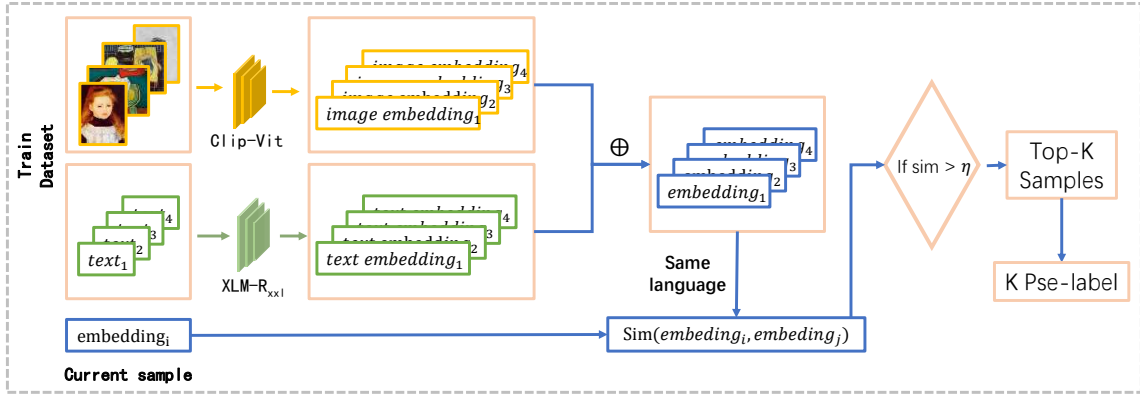 Train
Dataset
Clip-Vit
image embedding₄
image embedding₃
image embedding₂
image embedding₁
⊕
embedding₄
embedding₃
embedding₂
embedding₁
If sim > η
Top-K
Samples
K Pse-label
text₄
text₃
text₂
text₁
XLM-Rₓₓₗ
text embedding₄
text embedding₃
text embedding₂
text embedding₁
Same
language
embeddingᵢ
Sim(embedingᵢ, embedingⱼ)
Current sample